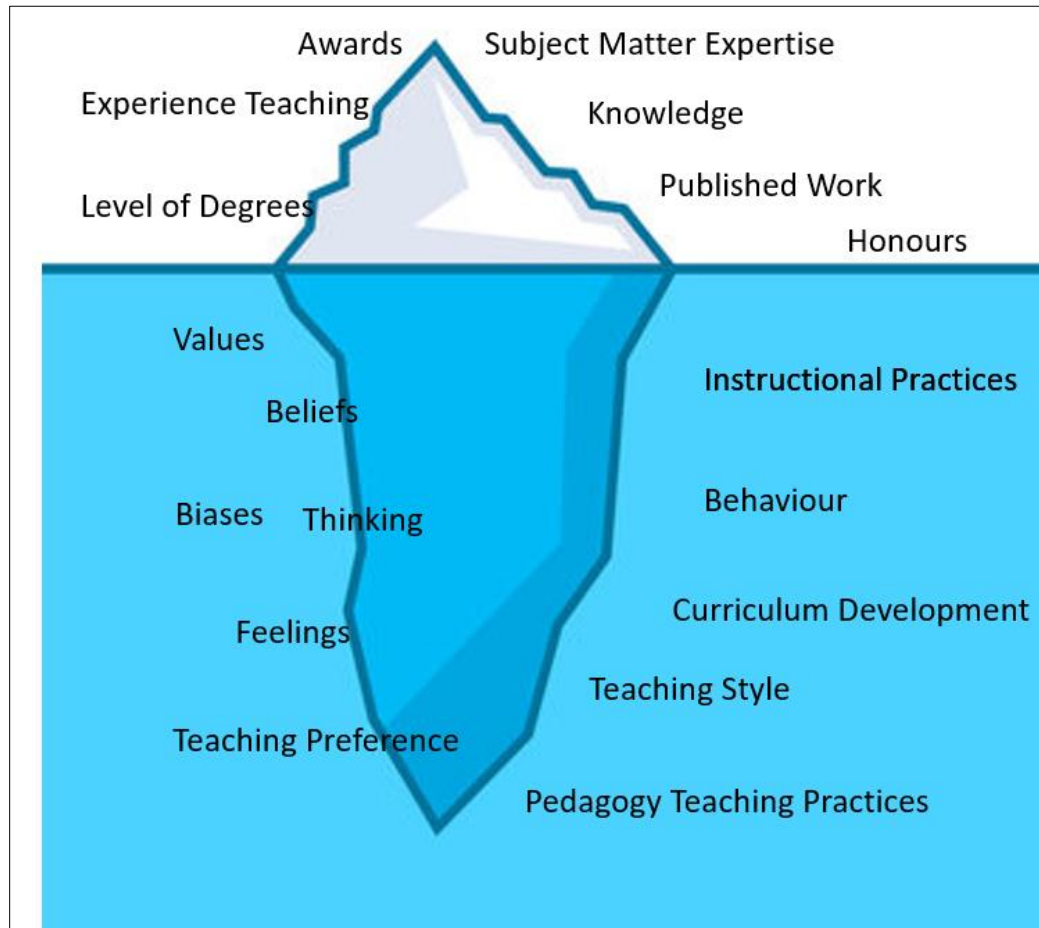 Awards
Subject Matter Expertise
Experience Teaching
Knowledge
Published Work
Level of Degrees
Honours
Values
Instructional Practices
Beliefs
Biases
Thinking
Behaviour
Curriculum Development
Feelings
Teaching Style
Teaching Preference
Pedagogy Teaching Practices